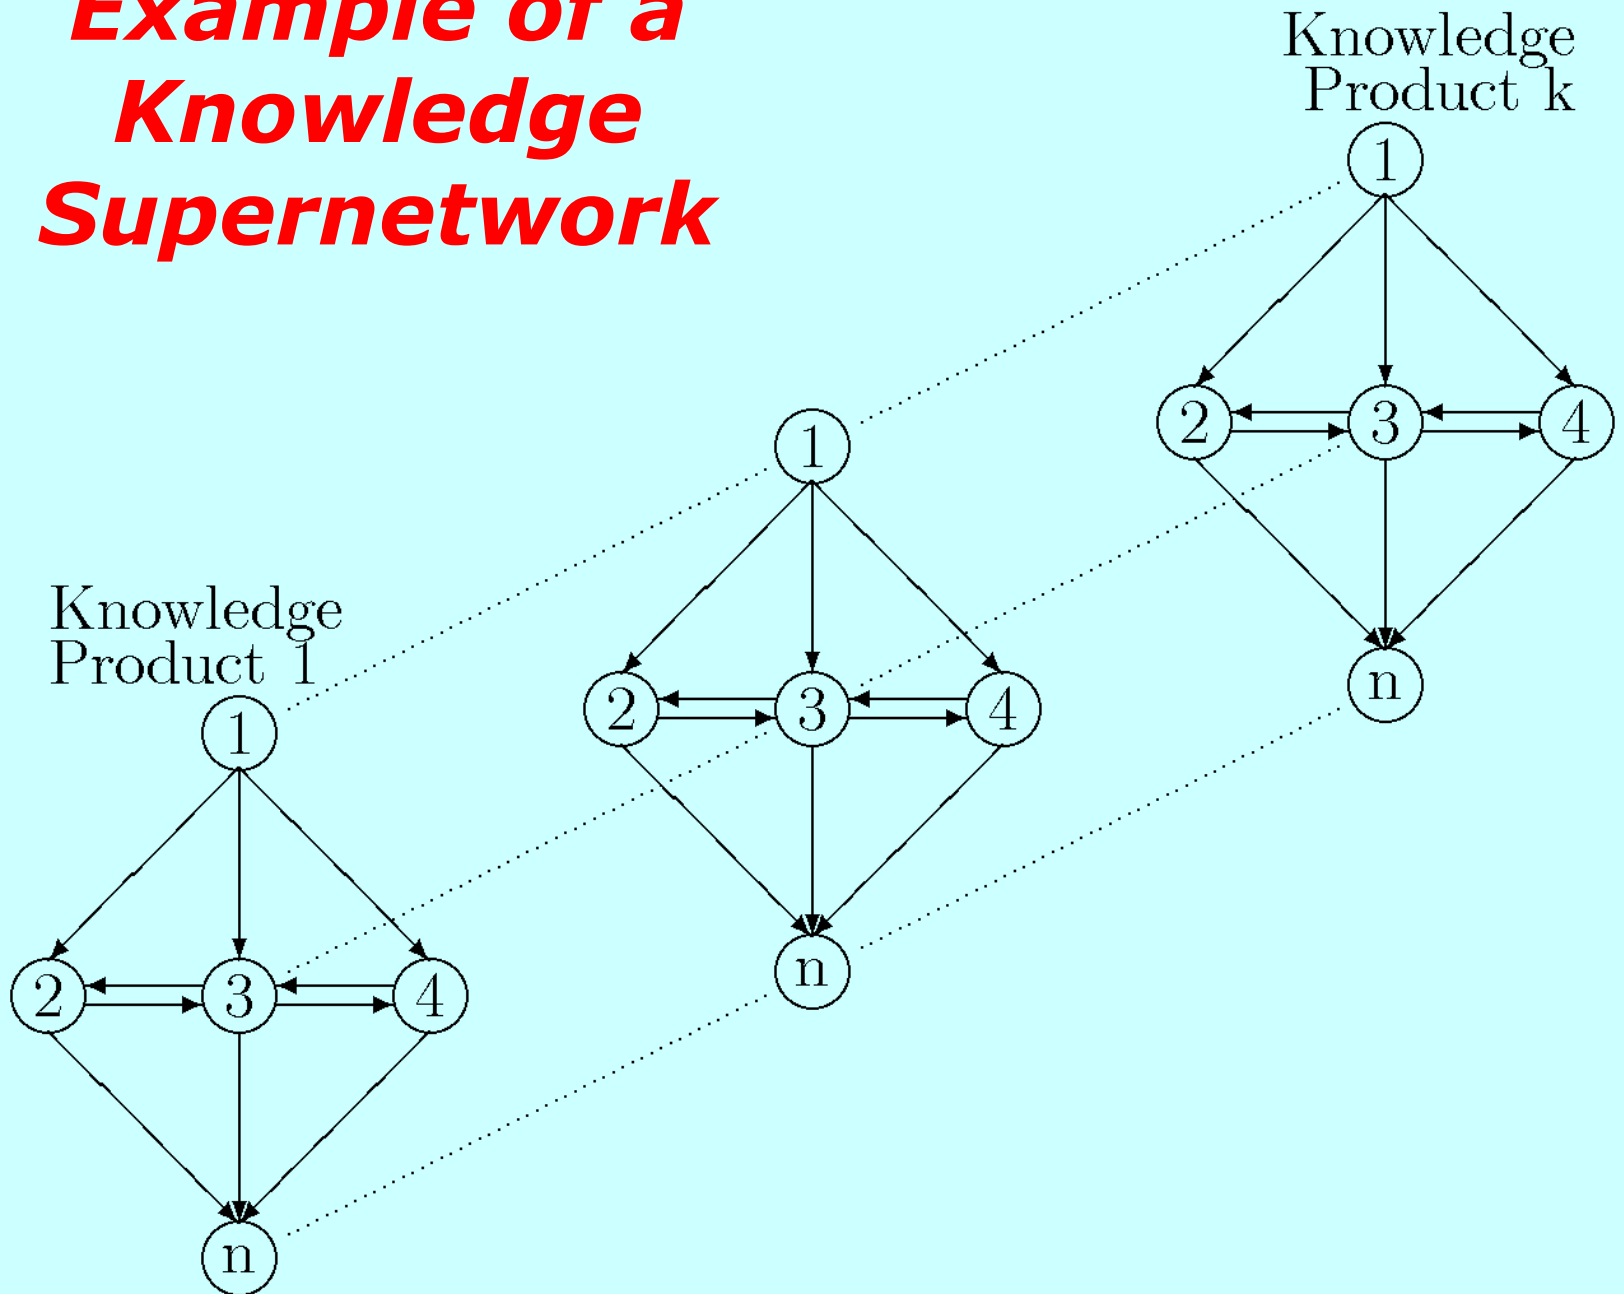 Example of a
Knowledge
Supernetwork
Knowledge
Product k
1
2 3 4
n
1
2 3 4
n
Knowledge
Product 1
1
2 3 4
n